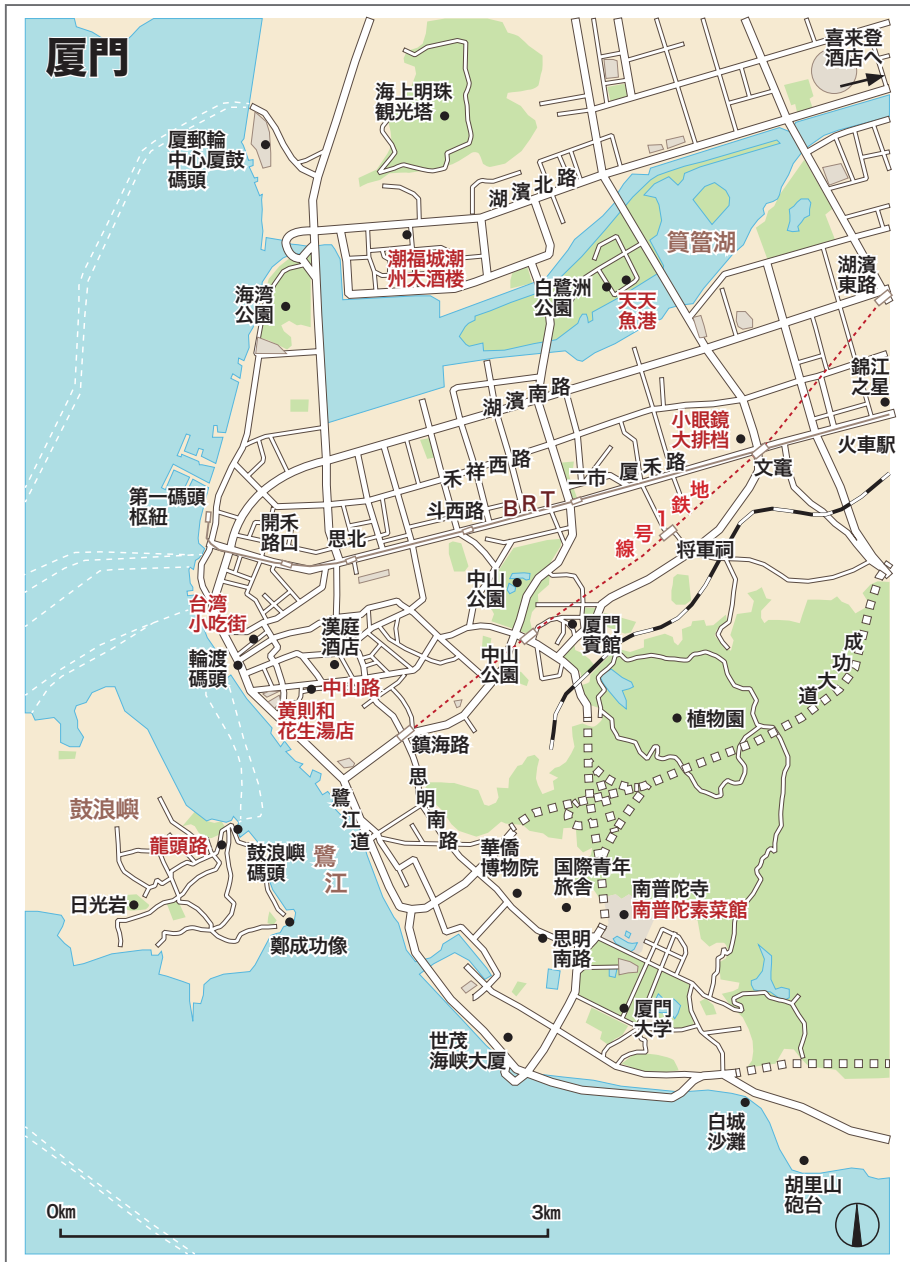 厦門
喜来登
酒店へ
海上明珠
観光塔
厦郵輪
中心厦鼓
碼頭
湖濱北路
篔簹湖
潮福城潮
州大酒楼
海湾
公園
白鷺洲
公園
天天
魚港
湖濱
東路
錦江
之星
湖濱南路
小眼鏡
大排档
火車駅
文竈
禾祥西路
二市
厦禾路
斗西路
BRT
地鉄1号線
第一碼頭
枢紐
開禾
路口
思北
将軍祠
中山
公園
台湾
小吃街
漢庭
酒店
厦門
賓館
輪渡
碼頭
中山
公園
成功大道
中山路
黄則和
花生湯店
植物園
鎮海路
思明南路
鷺江道
鼓浪嶼
龍頭路
鼓浪嶼
碼頭
鷺江
華僑
博物院
国際青年
旅舎
南普陀寺
南普陀素菜館
日光岩
鄭成功像
思明
南路
厦門
大学
世茂
海峡大厦
白城
沙灘
胡里山
砲台
0km
3km